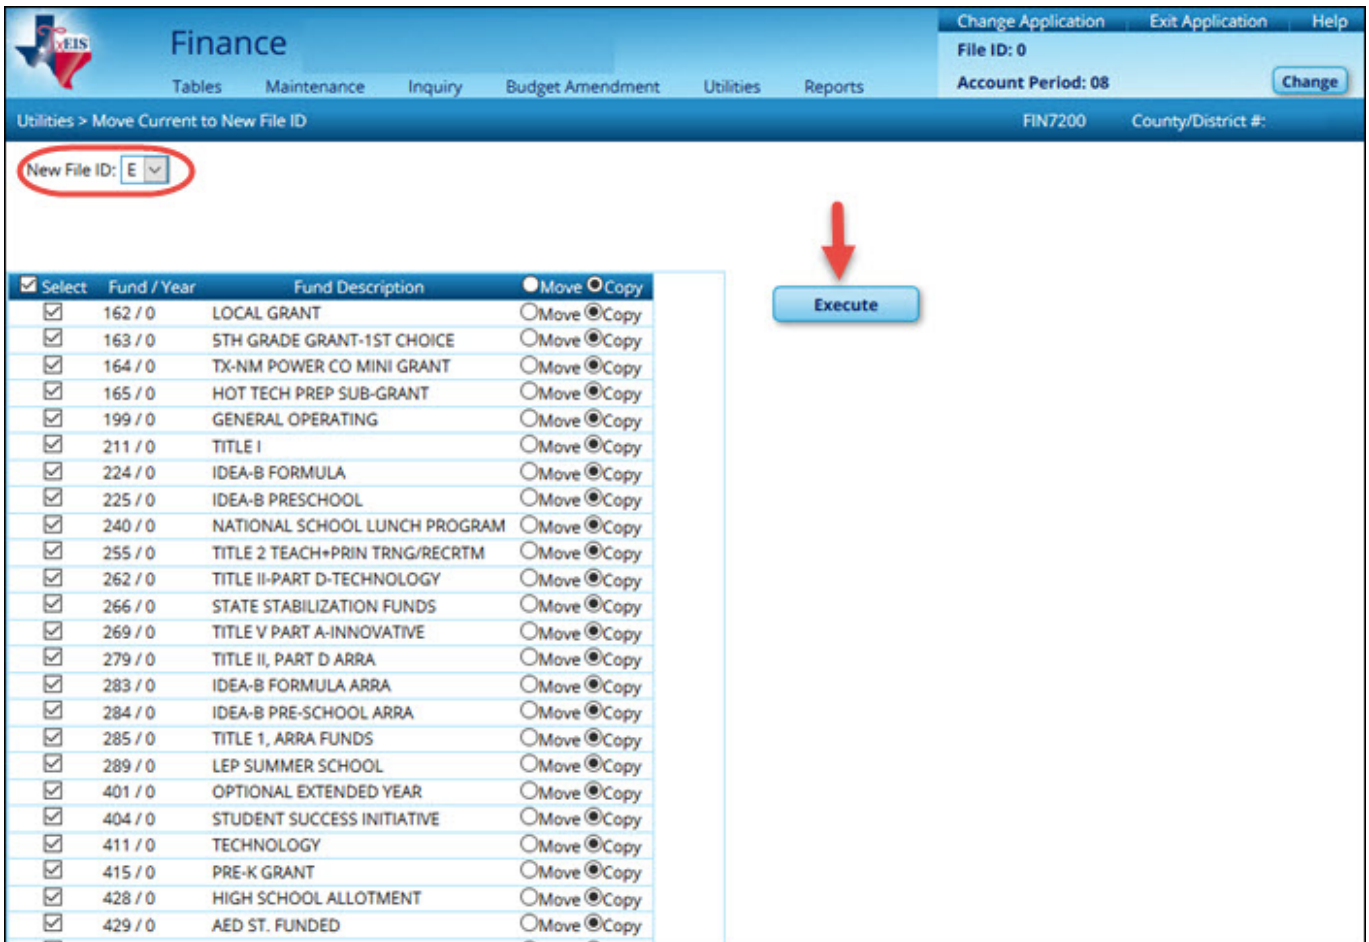 TxEIS
Finance
Change Application Exit Application Help
File ID: 0
Account Period: 08 Change
Tables Maintenance Inquiry Budget Amendment Utilities Reports
Utilities > Move Current to New File ID FIN7200 County/District #:
New File ID: E
Execute
Select Fund / Year Fund Description Move Copy
162 / 0 LOCAL GRANT Move Copy
163 / 0 5TH GRADE GRANT-1ST CHOICE Move Copy
164 / 0 TX-NM POWER CO MINI GRANT Move Copy
165 / 0 HOT TECH PREP SUB-GRANT Move Copy
199 / 0 GENERAL OPERATING Move Copy
211 / 0 TITLE I Move Copy
224 / 0 IDEA-B FORMULA Move Copy
225 / 0 IDEA-B PRESCHOOL Move Copy
240 / 0 NATIONAL SCHOOL LUNCH PROGRAM Move Copy
255 / 0 TITLE 2 TEACH+PRIN TRNG/RECRTM Move Copy
262 / 0 TITLE II-PART D-TECHNOLOGY Move Copy
266 / 0 STATE STABILIZATION FUNDS Move Copy
269 / 0 TITLE V PART A-INNOVATIVE Move Copy
279 / 0 TITLE II, PART D ARRA Move Copy
283 / 0 IDEA-B FORMULA ARRA Move Copy
284 / 0 IDEA-B PRE-SCHOOL ARRA Move Copy
285 / 0 TITLE 1, ARRA FUNDS Move Copy
289 / 0 LEP SUMMER SCHOOL Move Copy
401 / 0 OPTIONAL EXTENDED YEAR Move Copy
404 / 0 STUDENT SUCCESS INITIATIVE Move Copy
411 / 0 TECHNOLOGY Move Copy
415 / 0 PRE-K GRANT Move Copy
428 / 0 HIGH SCHOOL ALLOTMENT Move Copy
429 / 0 AED ST. FUNDED Move Copy